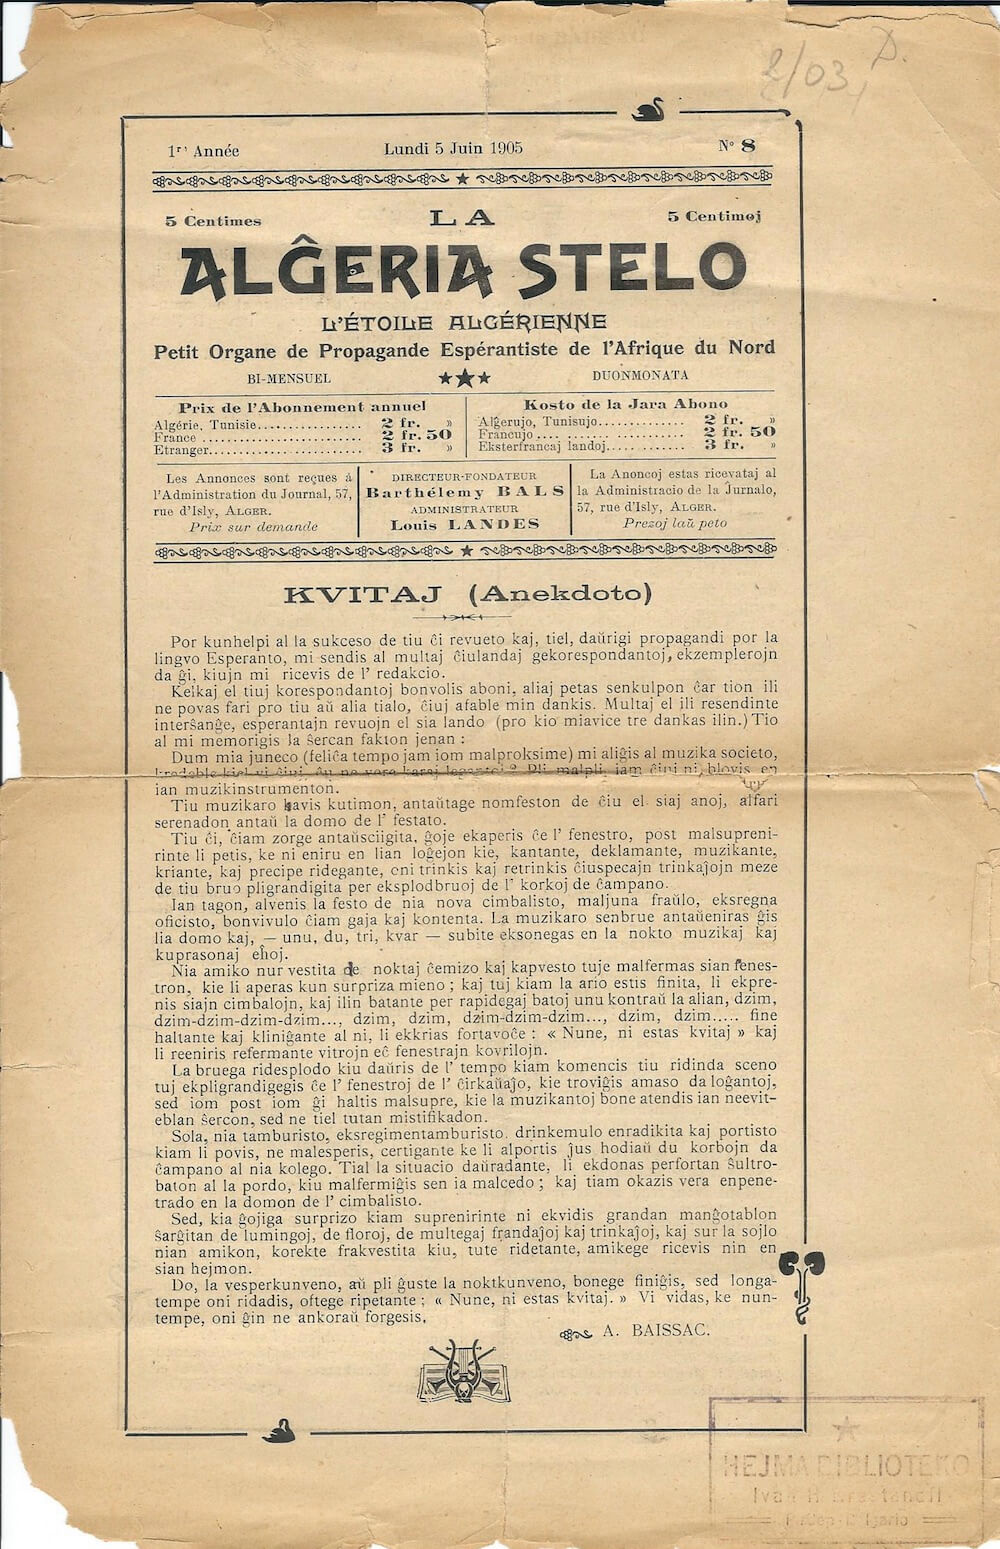 2/03
1re Année
Lundi 5 Juin 1905
N° 8
5 Centimes
LA
5 Centimoj
ALĜERIA STELO
L'ÉTOILE ALGÉRIENNE
Petit Organe de Propagande Espérantiste de l'Afrique du Nord
BI-MENSUEL
DUONMONATA
Prix de l'Abonnement annuel
Algérie, Tunisie................ 2 fr. »
France ........................ 2 fr. 50
Etranger....................... 3 fr. »
Kosto de la Jara Abono
Alĝerujo, Tunisujo............. 2 fr. »
Francujo .... ................. 2 fr. 50
Eksterfrancaj landoj........... 3 fr. »
Les Annonces sont reçues à
l'Administration du Journal, 57,
rue d'Isly, ALGER.
Prix sur demande
DIRECTEUR-FONDATEUR
Barthélemy BALS
ADMINISTRATEUR
Louis LANDES
La Anoncoj estas ricevataj al
la Administracio de la Jurnalo,
57, rue d'Isly, ALGER.
Prezoj laŭ peto
KVITAJ (Anekdoto)
Por kunhelpi al la sukceso de tiu ĉi revueto kaj, tiel, daŭrigi propagandi por la
lingvo Esperanto, mi sendis al multaj ĉiulandaj gekorespondantoj, ekzemplerojn
da ĝi, kiujn mi ricevis de l' redakcio.
Kelkaj el tiuj korespondantoj bonvolis aboni, aliaj petas senkulpon ĉar tion ili
ne povas fari pro tiu aŭ alia tialo, ĉiuj afable min dankis. Multaj el ili resendinte
interŝanĝe, esperantajn revuojn el sia lando (pro kio miavice tre dankas ilin.) Tio
al mi memorigis la ŝercan fakton jenan :
Dum mia juneco (feliĉa tempo jam iom malproksime) mi aliĝis al muzika societo,
kredeble kiel vi ĉiuj, ĉu ne vere karaj legantoj ? Pli malpli, iam ĉiuj ni blovis en
ian muzikinstrumenton.
Tiu muzikaro havis kutimon, antaŭtage nomfeston de ĉiu el siaj anoj, alfari
serenadon antaŭ la domo de l' festato.
Tiu ĉi, ĉiam zorge antaŭsciigita, ĝoje ekaperis ĉe l' fenestro, post malsupreni-
rinte li petis, ke ni eniru en lian loĝejon kie, kantante, deklamante, muzikante,
kriante, kaj precipe ridegante, oni trinkis kaj retrinkis ĉiuspecajn trinkaĵojn meze
de tiu bruo pligrandigita per eksplodbruoj de l' korkoj de ĉampano.
Ian tagon, alvenis la festo de nia nova cimbalisto, maljuna fraŭlo, eksregna
oficisto, bonvivulo ĉiam gaja kaj kontenta. La muzikaro senbrue antaŭeniras ĝis
lia domo kaj, — unu, du, tri, kvar — subite eksonegas en la nokto muzikaj kaj
kuprasonaj eĥoj.
Nia amiko nur vestita de noktaj ĉemizo kaj kapvesto tuje malfermas sian fenes-
tron, kie li aperas kun surpriza mieno ; kaj tuj kiam la ario estis finita, li ekpre-
nis siajn cimbalojn, kaj ilin batante per rapidegaj batoj unu kontraŭ la alian, dzim,
dzim-dzim-dzim-dzim..., dzim, dzim, dzim-dzim-dzim..., dzim, dzim..... fine
haltante kaj kliniĝante al ni, li ekkrias fortavoĉe : « Nune, ni estas kvitaj » kaj
li reeniris refermante vitrojn eĉ fenestrajn kovrilojn.
La bruega ridesplodo kiu daŭris de l' tempo kiam komencis tiu ridinda sceno
tuj ekpligrandigegis ĉe l' fenestroj de l' ĉirkaŭaĵo, kie troviĝis amaso da loĝantoj,
sed iom post iom ĝi haltis malsupre, kie la muzikantoj bone atendis ian neevit-
eblan ŝercon, sed ne tiel tutan mistifikadon.
Sola, nia tamburisto, eksregimentamburisto, drinkemulo enradikita kaj portisto
kiam li povis, ne malesperis, certigante ke li alportis ĵus hodiaŭ du korbojn da
ĉampano al nia kolego. Tial la situacio daŭradante, li ekdonas perfortan ŝultro-
baton al la pordo, kiu malfermiĝis sen ia malcedo ; kaj tiam okazis vera enpene-
trado en la domon de l' cimbalisto.
Sed, kia ĝojiga surprizo kiam suprenirinte ni ekvidis grandan manĝotablon
ŝarĝitan de lumingoj, de floroj, de multegaj frandaĵoj kaj trinkaĵoj, kaj sur la sojlo
nian amikon, korekte frakvestita kiu, tute ridetante, amikege ricevis nin en
sian hejmon.
Do, la vesperkunveno, aŭ pli ĝuste la noktkunveno, bonege finiĝis, sed longa-
tempe oni ridadis, oftege ripetante : « Nune, ni estas kvitaj. » Vi vidas, ke nun-
tempe, oni ĝin ne ankoraŭ forgesis.
A. BAISSAC.
HEJMA BIBLIOTEKO